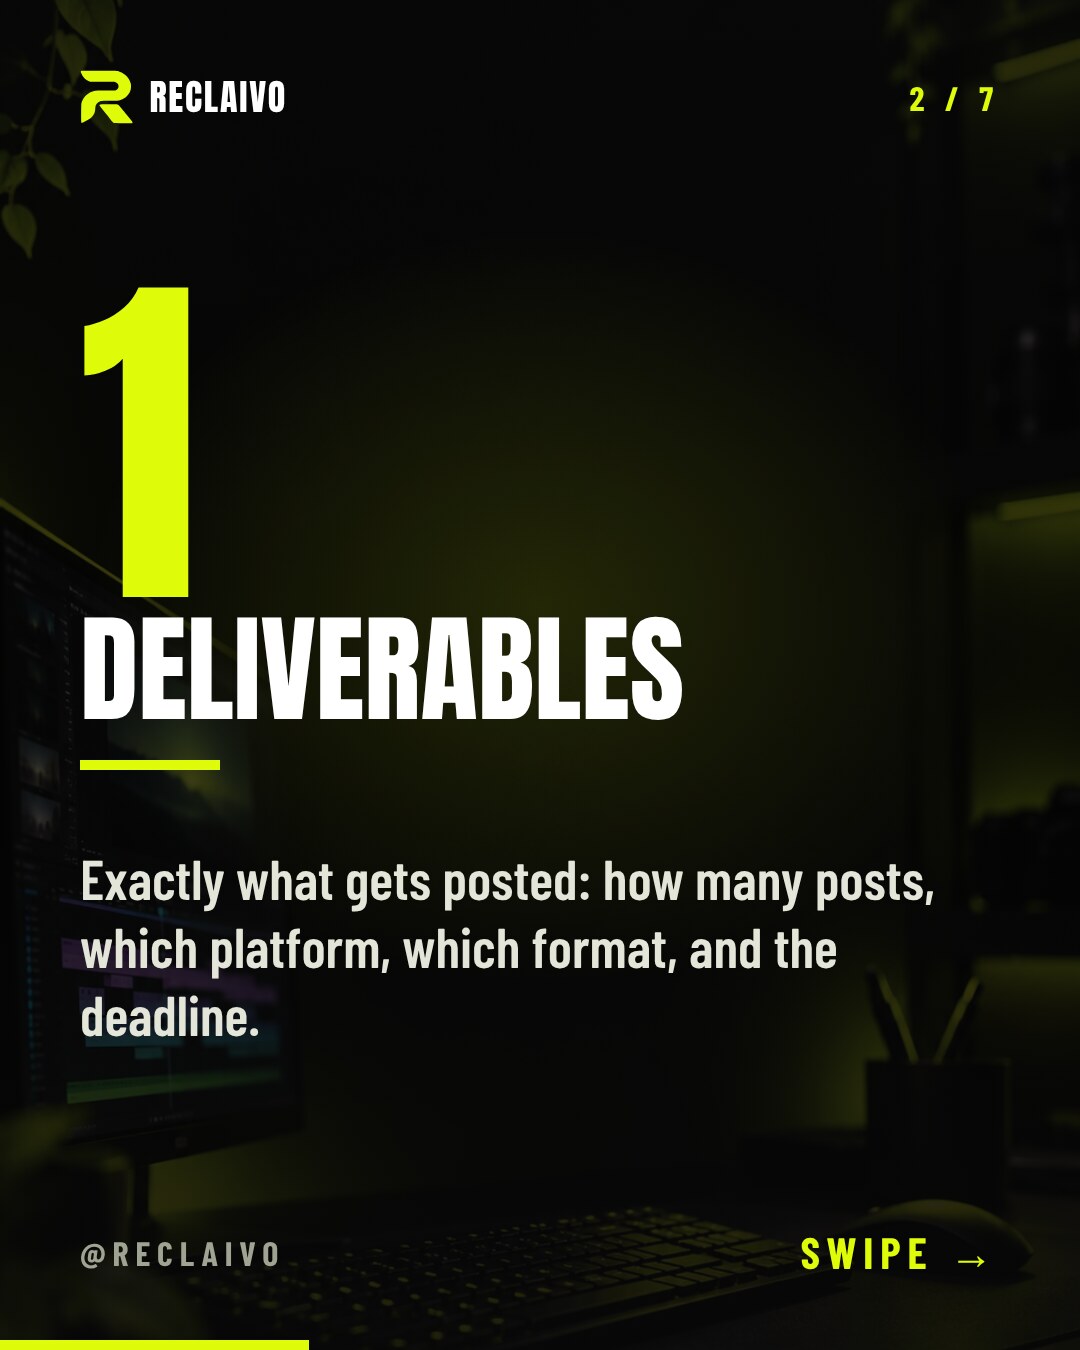 RECLAIVO
2 / 7
1
DELIVERABLES
Exactly what gets posted: how many posts,
which platform, which format, and the
deadline.
@RECLAIVO
SWIPE →